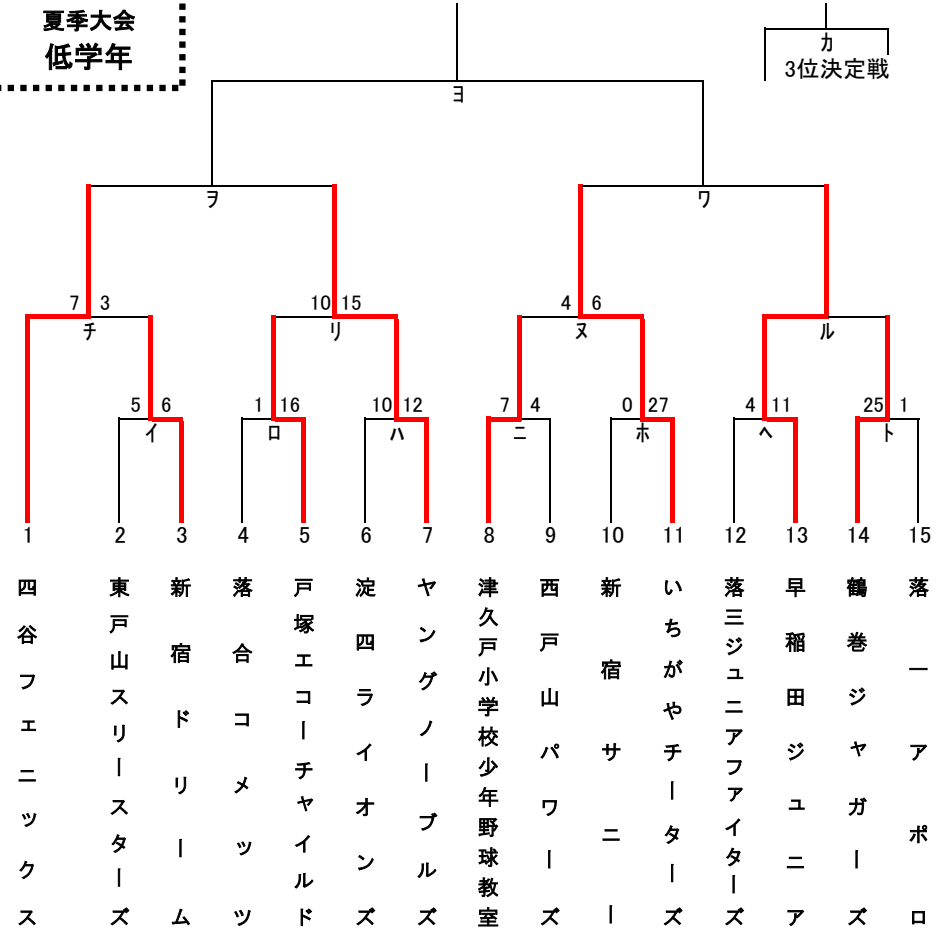 夏季大会
低学年
カ
3位決定戦
ヨ
ヲ
ワ
7 3
10 15
4 6
チ
リ
ヌ
ル
5 6
1 16
10 12
7 4
0 27
4 11
25 1
イ
ロ
ハ
ニ
ホ
ヘ
ト
1
2
3
4
5
6
7
8
9
10
11
12
13
14
15
四谷フェニックス
東戸山スリースターズ
新宿ドリーム
落合コメッツ
戸塚エコーチャイルド
淀四ライオンズ
ヤングノーブルズ
津久戸小学校少年野球教室
西戸山パワーズ
新宿サニー
いちがやチーターズ
落三ジュニアファイターズ
早稲田ジュニア
鶴巻ジャガーズ
落一アポロ